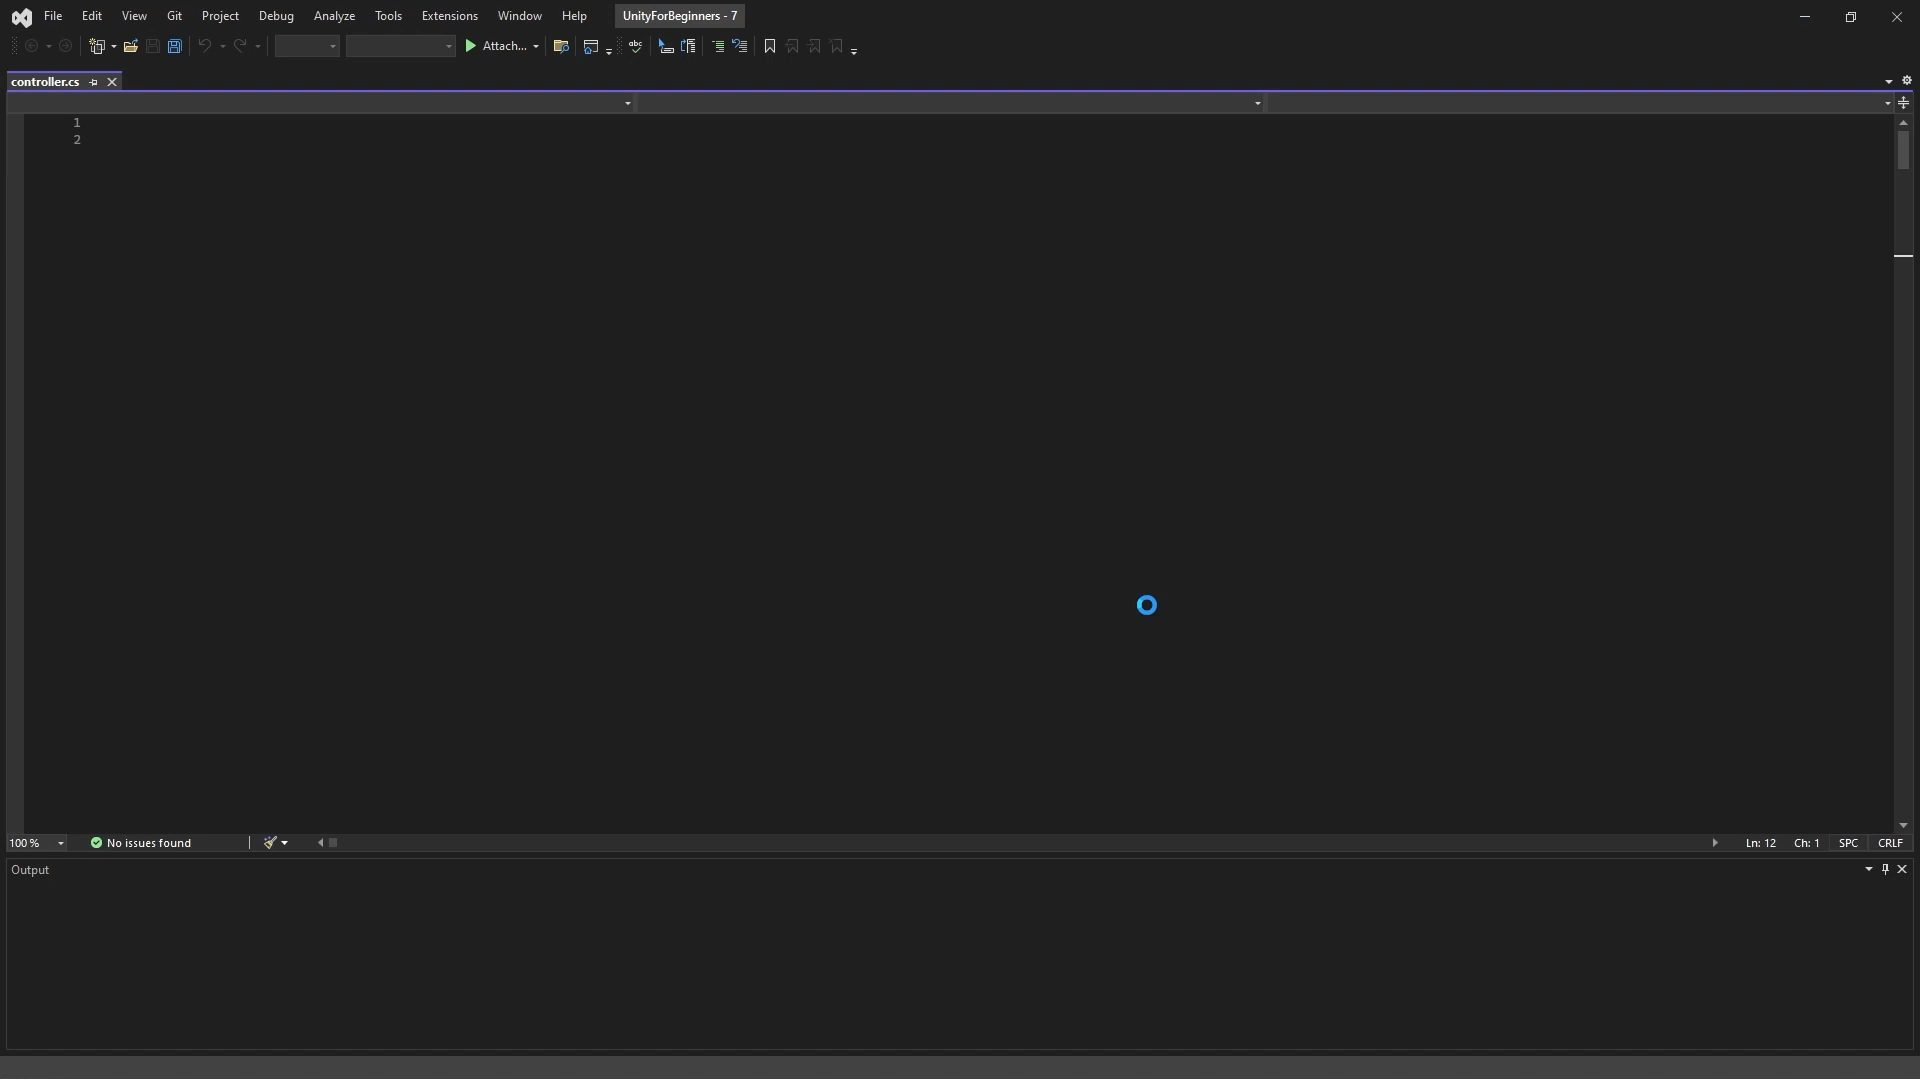 File Edit View Git Project Debug Analyze Tools Extensions Window Help UnityForBeginners - 7
Attach... abc
controller.cs
1
2
100 % No issues found Ln: 12 Ch: 1 SPC CRLF
Output